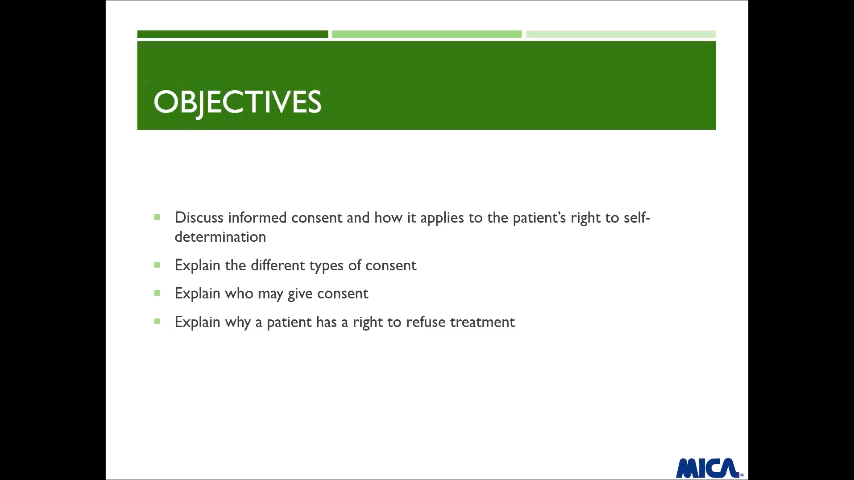 OBJECTIVES
Discuss informed consent and how it applies to the patient's right to self-
determination
Explain the different types of consent
Explain who may give consent
Explain why a patient has a right to refuse treatment
MICA